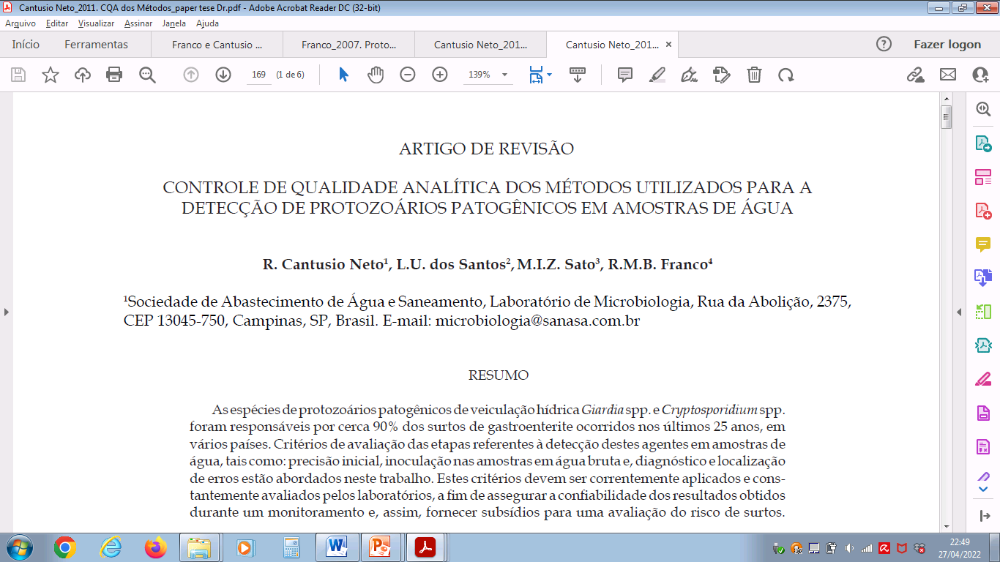 Cantusio Neto_2011. CQA dos Métodos_paper tese Dr.pdf - Adobe Acrobat Reader DC (32-bit)
Arquivo Editar Visualizar Assinar Janela Ajuda
Início Ferramentas Franco e Cantusio ... Franco_2007. Proto... Cantusio Neto_201... Cantusio Neto_201... Fazer logon
169 (1 de 6) 139%
ARTIGO DE REVISÃO
CONTROLE DE QUALIDADE ANALÍTICA DOS MÉTODOS UTILIZADOS PARA A
DETECÇÃO DE PROTOZOÁRIOS PATOGÊNICOS EM AMOSTRAS DE ÁGUA
R. Cantusio Neto¹, L.U. dos Santos², M.I.Z. Sato³, R.M.B. Franco⁴
¹Sociedade de Abastecimento de Água e Saneamento, Laboratório de Microbiologia, Rua da Abolição, 2375,
CEP 13045-750, Campinas, SP, Brasil. E-mail: microbiologia@sanasa.com.br
RESUMO
As espécies de protozoários patogênicos de veiculação hídrica Giardia spp. e Cryptosporidium spp.
foram responsáveis por cerca 90% dos surtos de gastroenterite ocorridos nos últimos 25 anos, em
vários países. Critérios de avaliação das etapas referentes à detecção destes agentes em amostras de
água, tais como: precisão inicial, inoculação nas amostras em água bruta e, diagnóstico e localização
de erros estão abordados neste trabalho. Estes critérios devem ser correntemente aplicados e cons-
tantemente avaliados pelos laboratórios, a fim de assegurar a confiabilidade dos resultados obtidos
durante um monitoramento e, assim, fornecer subsídios para uma avaliação do risco de surtos.
22:49
27/04/2022